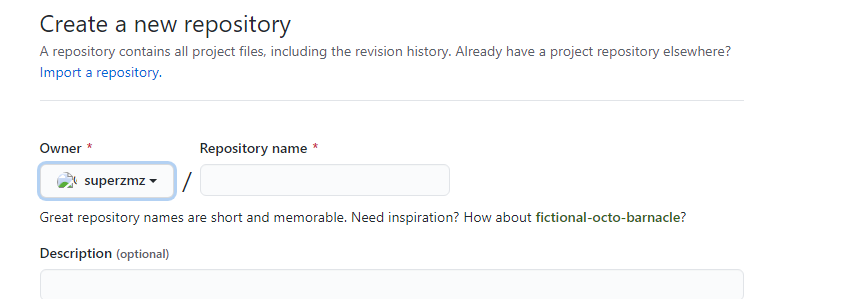 Create a new repository
A repository contains all project files, including the revision history. Already have a project repository elsewhere?
Import a repository.
Owner * Repository name *
superzmz /
Great repository names are short and memorable. Need inspiration? How about fictional-octo-barnacle?
Description (optional)